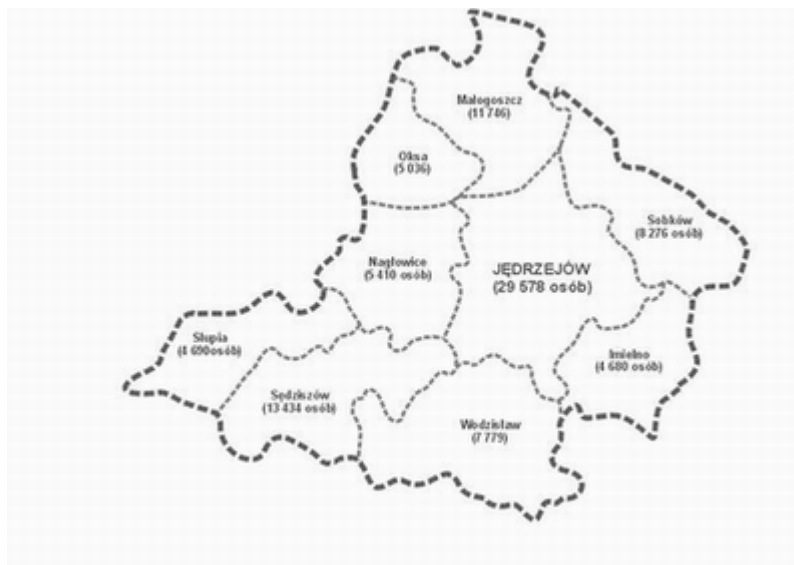 Małogoszcz
(11 746)
Oksa
(5 036)
Sobków
(8 276 osób)
Nagłowice
(5 410 osób)
JĘDRZEJÓW
(29 578 osób)
Słupia
(4 690osób)
Imielno
(4 680 osób)
Sędziszów
(13 434 osób)
Wodzisław
(7 779)